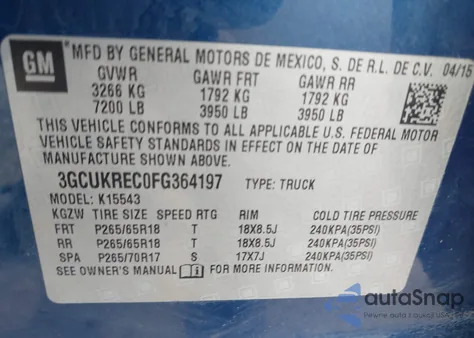 GM
MFD BY GENERAL MOTORS DE MEXICO, S. DE R.L. DE C.V. 04/15
GVWR GAWR FRT GAWR RR
3266 KG 1792 KG 1792 KG
7200 LB 3950 LB 3950 LB
THIS VEHICLE CONFORMS TO ALL APPLICABLE U.S. FEDERAL MOTOR
VEHICLE SAFETY STANDARDS IN EFFECT ON THE DATE OF
MANUFACTURE SHOWN ABOVE.
3GCUKREC0FG364197 TYPE: TRUCK
MODEL: K15543
KGZW TIRE SIZE SPEED RTG RIM COLD TIRE PRESSURE
FRT P265/65R18 T 18X8.5J 240KPA(35PSI)
RR P265/65R18 T 18X8.5J 240KPA(35PSI)
SPA P265/70R17 S 17X7J 240KPA(35PSI)
SEE OWNER'S MANUAL FOR MORE INFORMATION.
autoSnap
Pewne auta z aukcji USA